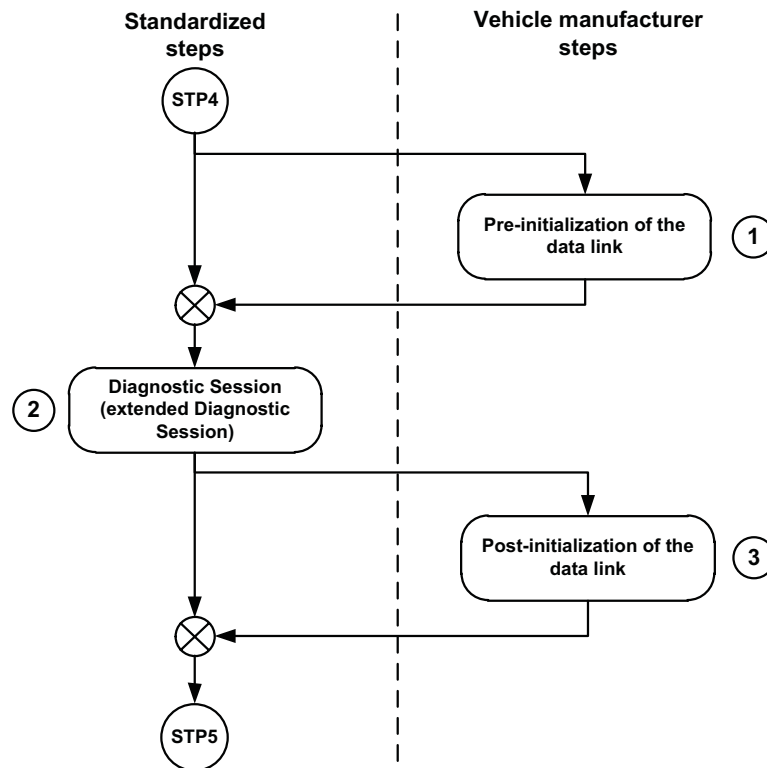 Standardized
steps
Vehicle manufacturer
steps
STP4
Pre-initialization of the
data link
1
Diagnostic Session
(extended Diagnostic
Session)
2
Post-initialization of the
data link
3
STP5